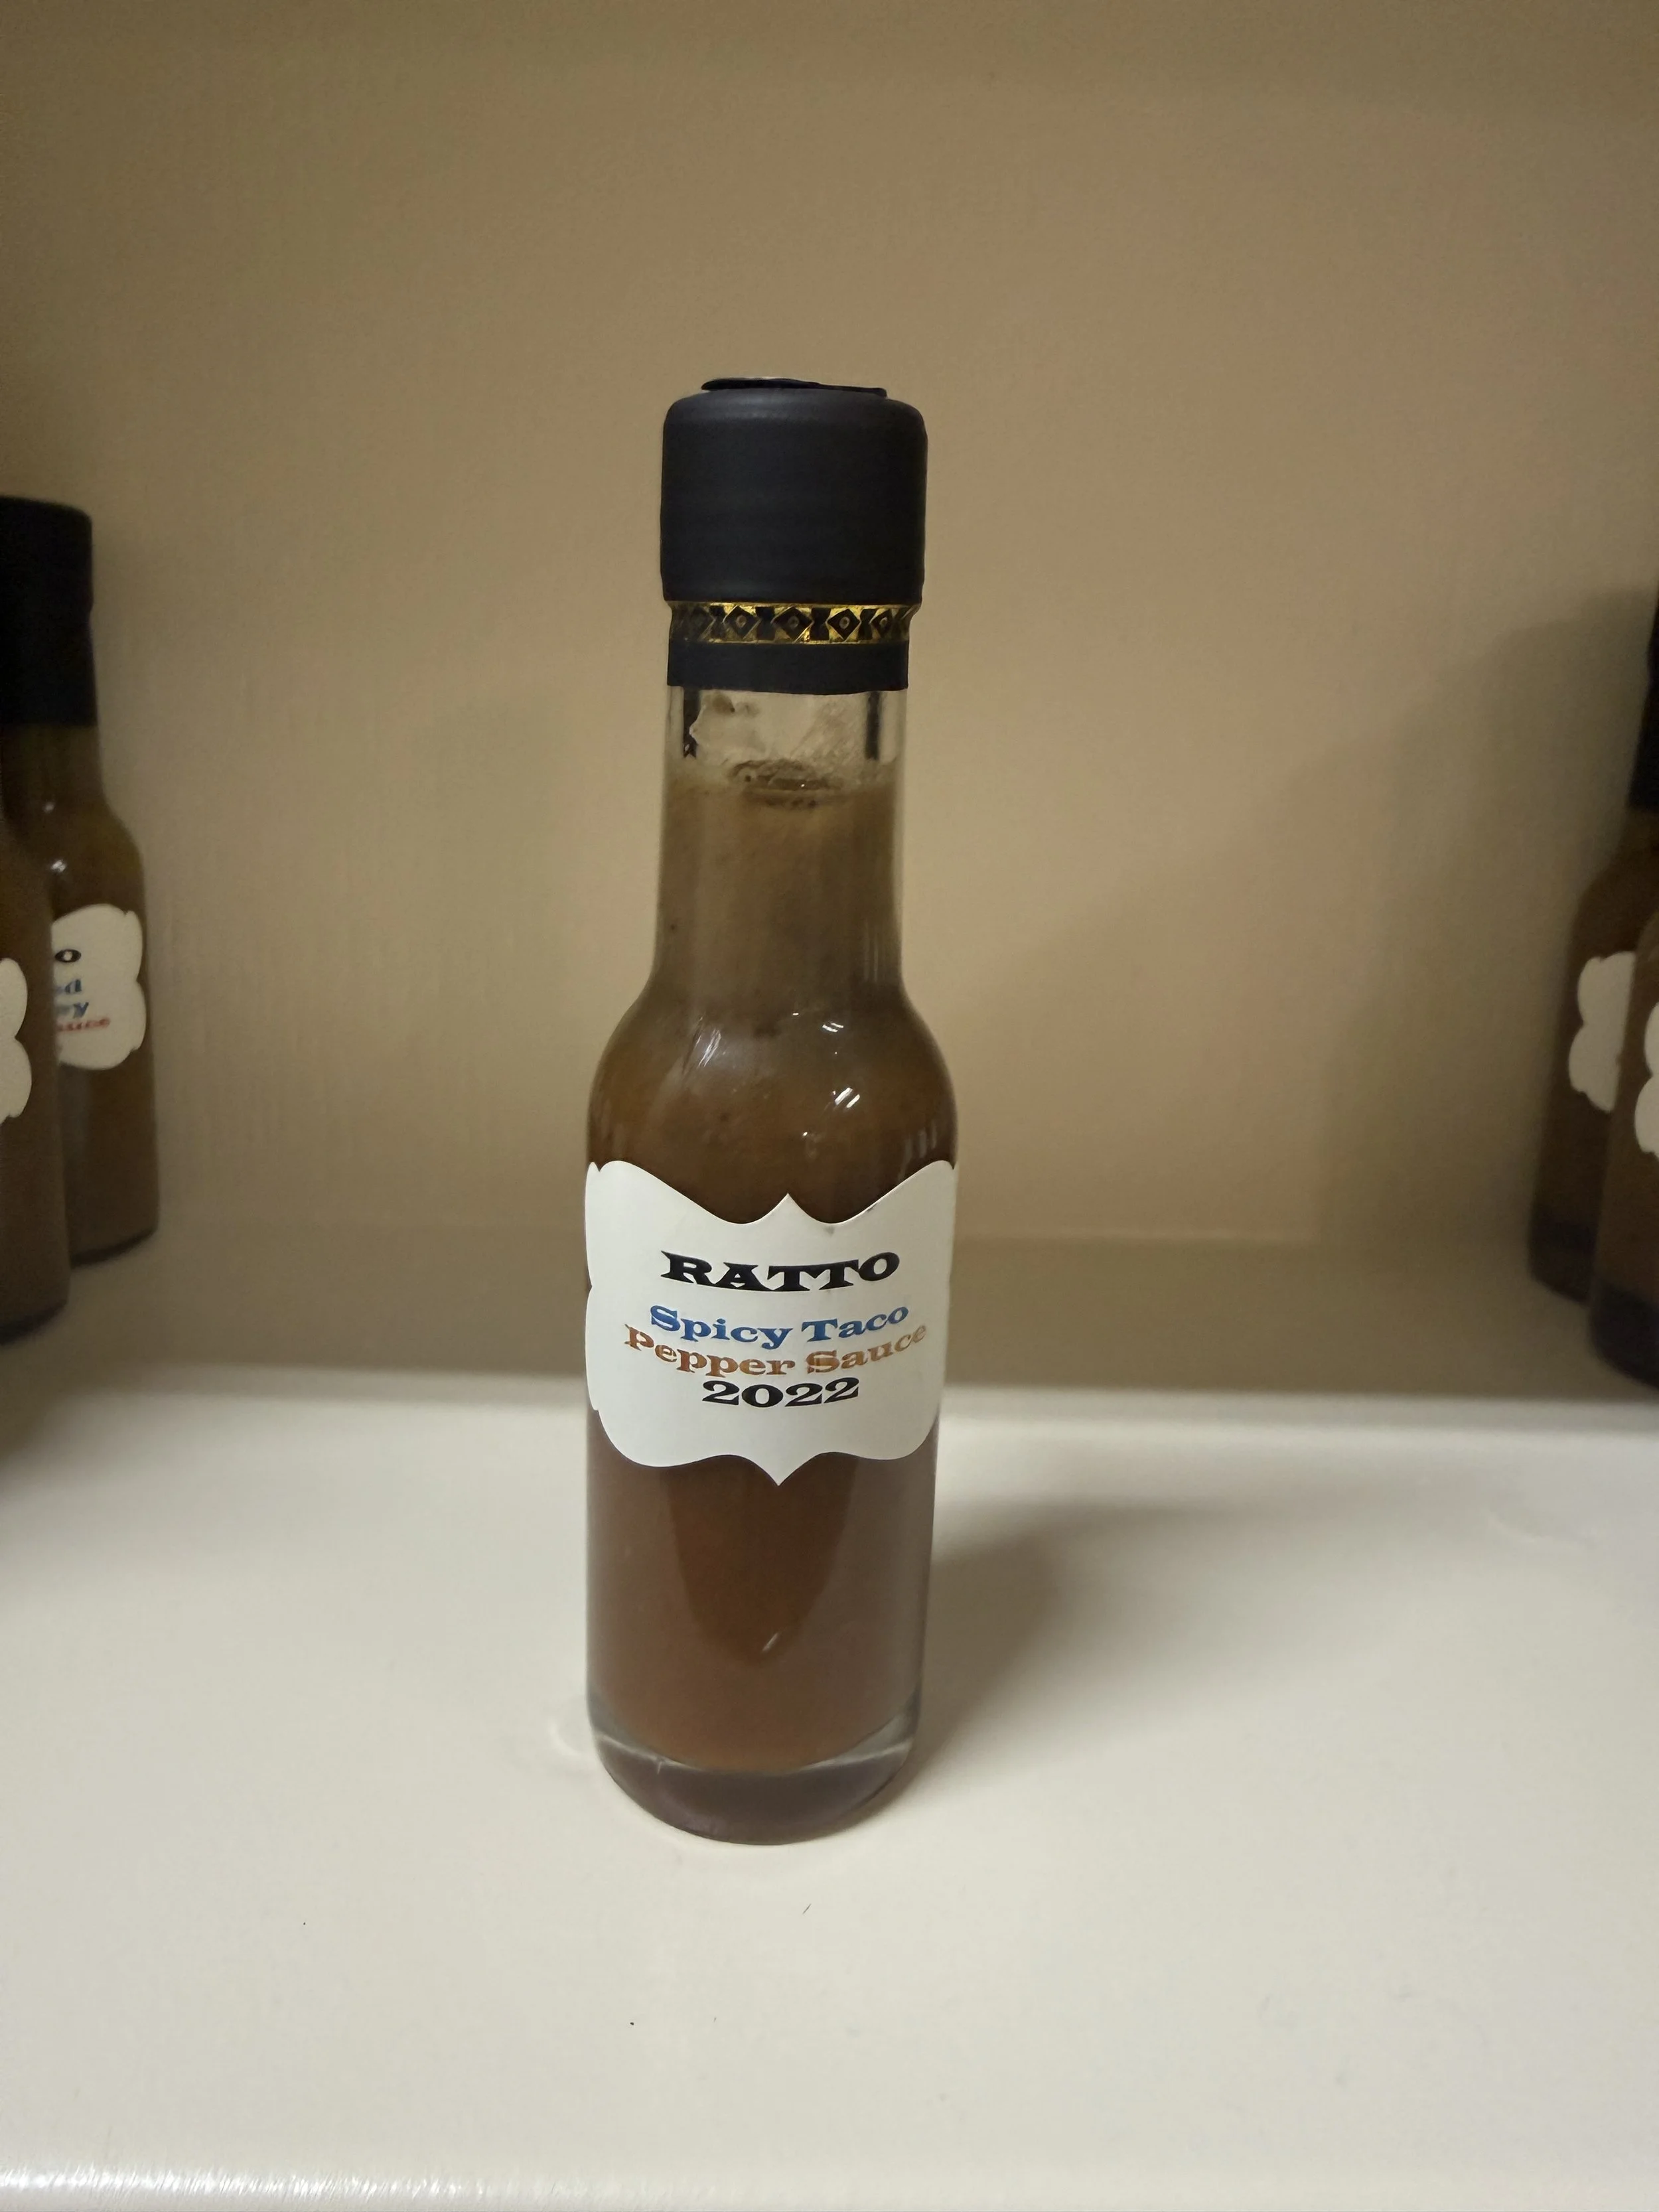 RATTO
Spicy Taco
Pepper Sauce
2022